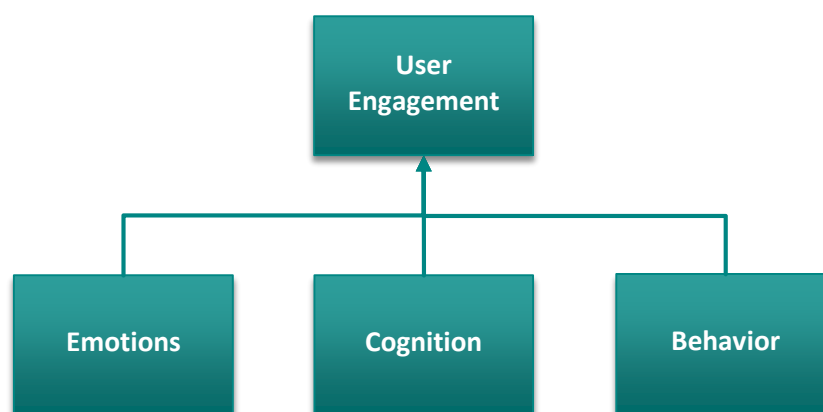 User
Engagement
Emotions
Cognition
Behavior